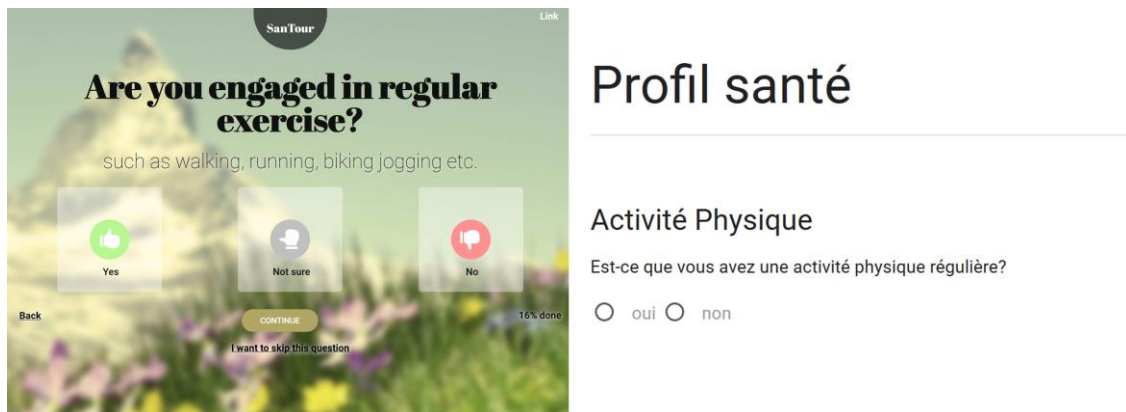 Link
SanTour
Are you engaged in regular
exercise?
such as walking, running, biking jogging etc.
Yes
Not sure
No
Back
CONTINUE
16% done
I want to skip this question
Profil santé
Activité Physique
Est-ce que vous avez une activité physique régulière?
oui non